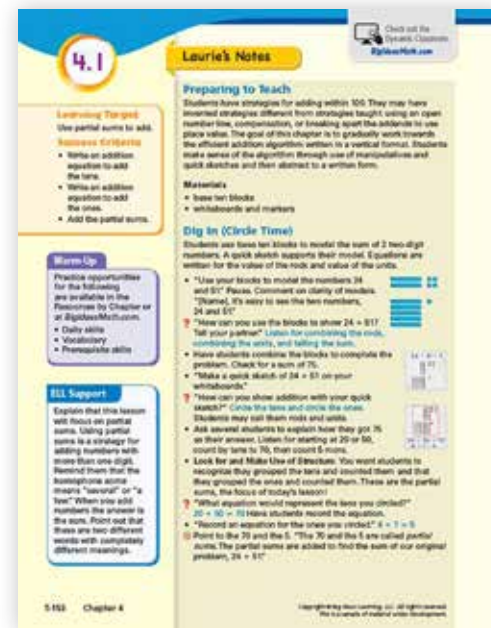 Check out the
Dynamic Classroom
BigIdeasMath.com
4.1
Laurie's Notes
Learning Target
Use partial sums to add.
Success Criteria
• Write an addition
equation to add
the tens.
• Write an addition
equation to add
the ones.
• Add the partial sums.
Warm Up
Practice opportunities
for the following
are available in the
Resources by Chapter or
at BigIdeasMath.com.
• Daily skills
• Vocabulary
• Prerequisite skills
ELL Support
Explain that this lesson
will focus on partial
sums. Using partial
sums is a strategy for
adding numbers with
more than one digit.
Remind them that the
homophone some
means "several" or "a
few." When you add
numbers the answer is
the sum. Point out that
these are two different
words with completely
different meanings.
Preparing to Teach
Students have strategies for adding within 100. They may have
invented strategies different from strategies taught: using an open
number line, compensation, or breaking apart the addends to use
place value. The goal of this chapter is to gradually work towards
the efficient addition algorithm written in a vertical format. Students
make sense of the algorithm through use of manipulatives and
quick sketches and then abstract to a written form.
Materials
• base ten blocks
• whiteboards and markers
Dig In (Circle Time)
Students use base ten blocks to model the sum of 2 two-digit
numbers. A quick sketch supports their model. Equations are
written for the value of the rods and value of the units.
• "Use your blocks to model the numbers 24
and 51." Pause. Comment on clarity of models.
"[Name], it's easy to see the two numbers,
24 and 51."
? "How can you use the blocks to show 24 + 51?
Tell your partner." Listen for combining the rods,
combining the units, and telling the sum.
• Have students combine the blocks to complete the
problem. Check for a sum of 75.
• "Make a quick sketch of 24 + 51 on your
whiteboards."
? "How can you show addition with your quick
sketch?" Circle the tens and circle the ones.
Students may call them rods and units.
• Ask several students to explain how they got 75
as their answer. Listen for starting at 20 or 50,
count by tens to 70, then count 5 more.
• Look for and Make Use of Structure: You want students to
recognize they grouped the tens and counted them and that
they grouped the ones and counted them. These are the partial
sums, the focus of today's lesson!
? "What equation would represent the tens you circled?"
20 + 50 = 70 Have students record the equation.
• "Record an equation for the ones you circled." 4 + 1 = 5
Point to the 70 and the 5. "The 70 and the 5 are called partial
sums. The partial sums are added to find the sum of our original
problem, 24 + 51."
T-153 Chapter 4
Copyright © Big Ideas Learning, LLC. All rights reserved.
This is a sample of material under development.